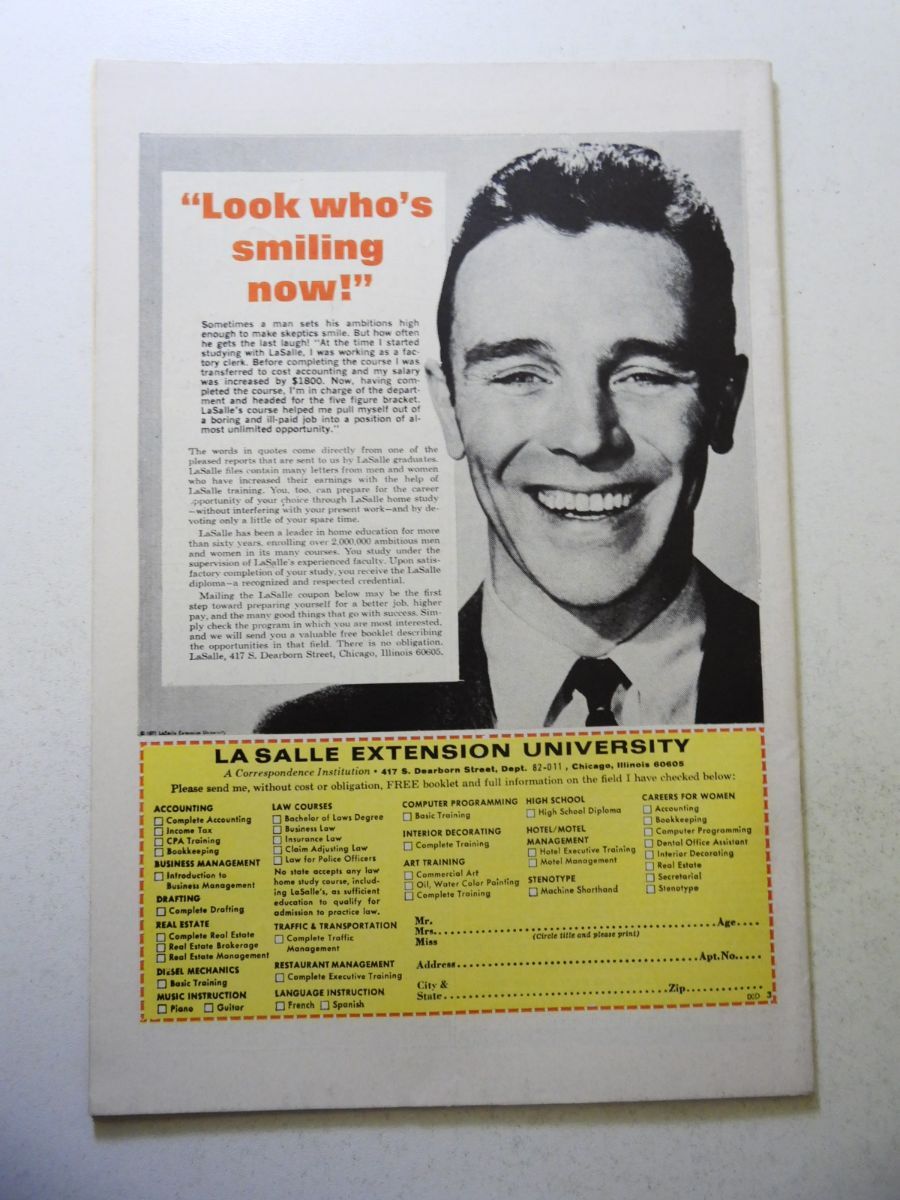 “Look who’s
smiling
now!”
Sometimes a man sets his ambitions high
enough to make skeptics smile. But how often
he gets the last laugh! “At the time I started
studying with LaSalle, I was working as a fac-
tory clerk. Before completing the course I was
transferred to cost accounting and my salary
was increased by $1800. Now, having com-
pleted the course, I’m in charge of the depart-
ment and headed for the five figure bracket.
LaSalle’s course helped me pull myself out of
a boring and ill-paid job into a position of al-
most unlimited opportunity.”
The words in quotes come directly from one of the
pleased reports that are sent to us by LaSalle graduates.
LaSalle files contain many letters from men and women
who have increased their earnings with the help of
LaSalle training. You, too, can prepare for the career
opportunity of your choice through LaSalle home study
—without interfering with your present work—and by de-
voting only a little of your spare time.
LaSalle has been a leader in home education for more
than sixty years, enrolling over 2,000,000 ambitious men
and women in its many courses. You study under the
supervision of LaSalle’s experienced faculty. Upon satis-
factory completion of your study, you receive the LaSalle
diploma—a recognized and respected credential.
Mailing the LaSalle coupon below may be the first
step toward preparing yourself for a better job, higher
pay, and the many good things that go with success. Sim-
ply check the program in which you are most interested,
and we will send you a valuable free booklet describing
the opportunities in that field. There is no obligation.
LaSalle, 417 S. Dearborn Street, Chicago, Illinois 60605.
© 1971 LaSalle Extension University
LA SALLE EXTENSION UNIVERSITY
A Correspondence Institution • 417 S. Dearborn Street, Dept. 82-011, Chicago, Illinois 60605
Please send me, without cost or obligation, FREE booklet and full information on the field I have checked below:
ACCOUNTING
Complete Accounting
Income Tax
CPA Training
Bookkeeping
BUSINESS MANAGEMENT
Introduction to
Business Management
DRAFTING
Complete Drafting
REAL ESTATE
Complete Real Estate
Real Estate Brokerage
Real Estate Management
DIESEL MECHANICS
Basic Training
MUSIC INSTRUCTION
Piano Guitar
LAW COURSES
Bachelor of Laws Degree
Business Law
Insurance Law
Claim Adjusting Law
Law for Police Officers
No state accepts any law
home study course, includ-
ing LaSalle’s, as sufficient
education to qualify for
admission to practice law.
TRAFFIC & TRANSPORTATION
Complete Traffic
Management
RESTAURANT MANAGEMENT
Complete Executive Training
LANGUAGE INSTRUCTION
French Spanish
COMPUTER PROGRAMMING
Basic Training
INTERIOR DECORATING
Complete Training
ART TRAINING
Commercial Art
Oil, Water Color Painting
Complete Training
HIGH SCHOOL
High School Diploma
HOTEL/MOTEL
MANAGEMENT
Hotel Executive Training
Motel Management
STENOTYPE
Machine Shorthand
CAREERS FOR WOMEN
Accounting
Bookkeeping
Computer Programming
Dental Office Assistant
Interior Decorating
Real Estate
Secretarial
Stenotype
Mr.
Mrs. Age
Miss (Circle title and please print)
Address Apt. No.
City &
State Zip
3